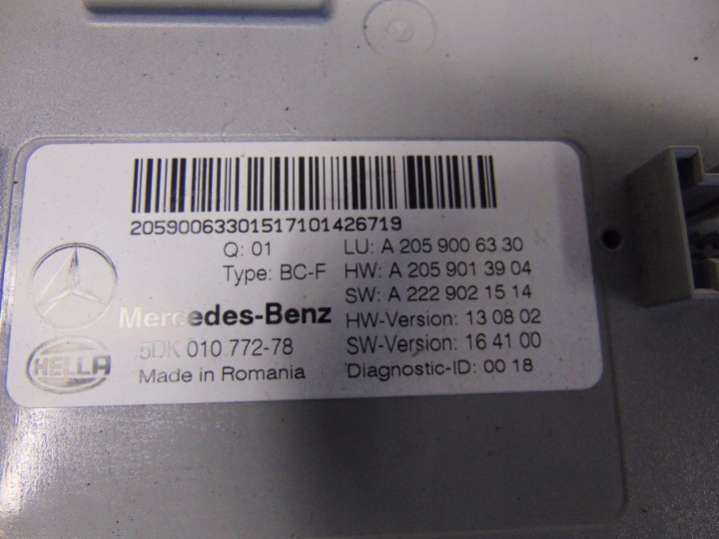 20590063301517101426719
Q: 01 LU: A 205 900 63 30
Type: BC-F HW: A 205 901 39 04
SW: A 222 902 15 14
Mercedes-Benz HW-Version: 13 08 02
5DK 010 772-78 SW-Version: 16 41 00
HELLA
Made in Romania Diagnostic-ID: 00 18